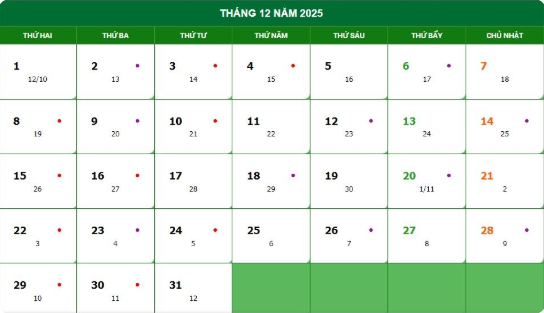 THÁNG 12 NĂM 2025
THỨ HAI THỨ BA THỨ TƯ THỨ NĂM THỨ SÁU THỨ BẨY CHỦ NHẬT
1 2 3 4 5 6 7
12/10 13 14 15 16 17 18
8 9 10 11 12 13 14
19 20 21 22 23 24 25
15 16 17 18 19 20 21
26 27 28 29 30 1/11 2
22 23 24 25 26 27 28
3 4 5 6 7 8 9
29 30 31
10 11 12